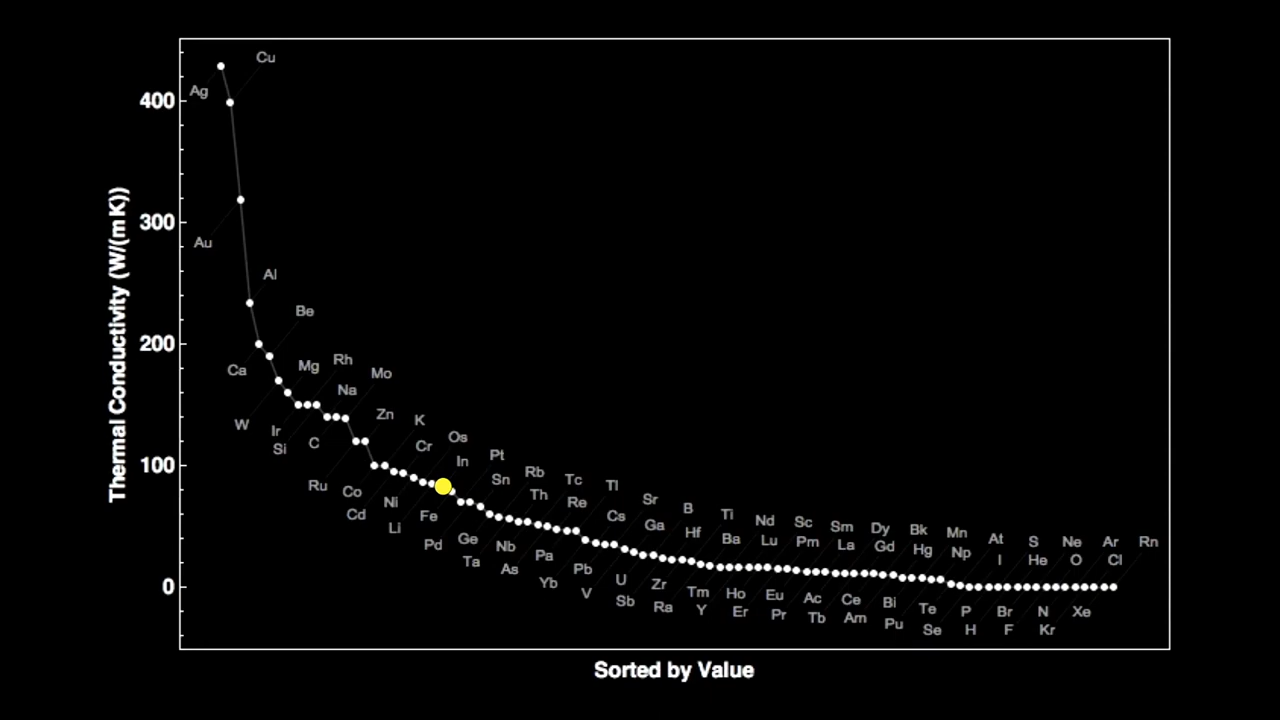 Cu
Ag
400
300
Au
Al
Be
200
Ca
Mg
Rh
Mo
Na
W
Ir
Si
C
Zn
K
Cr
Os
In
Pt
100
Ru
Co
Cd
Ni
Li
Fe
Pd
Sn
Rb
Th
Tc
Re
Tl
Cs
Sr
Ga
B
Hf
Ti
Ba
Nd
Lu
Sc
Pm
Sm
La
Dy
Gd
Bk
Hg
Mn
Np
At
I
S
He
Ne
O
Ar
Cl
Rn
Ge
Ta
Nb
As
Pa
Yb
Pb
V
U
Sb
Zr
Ra
Tm
Y
Ho
Er
Eu
Pr
Ac
Tb
Ce
Am
Bi
Pu
Te
Se
P
H
Br
F
N
Kr
Xe
0
Thermal Conductivity (W/(m K))
Sorted by Value